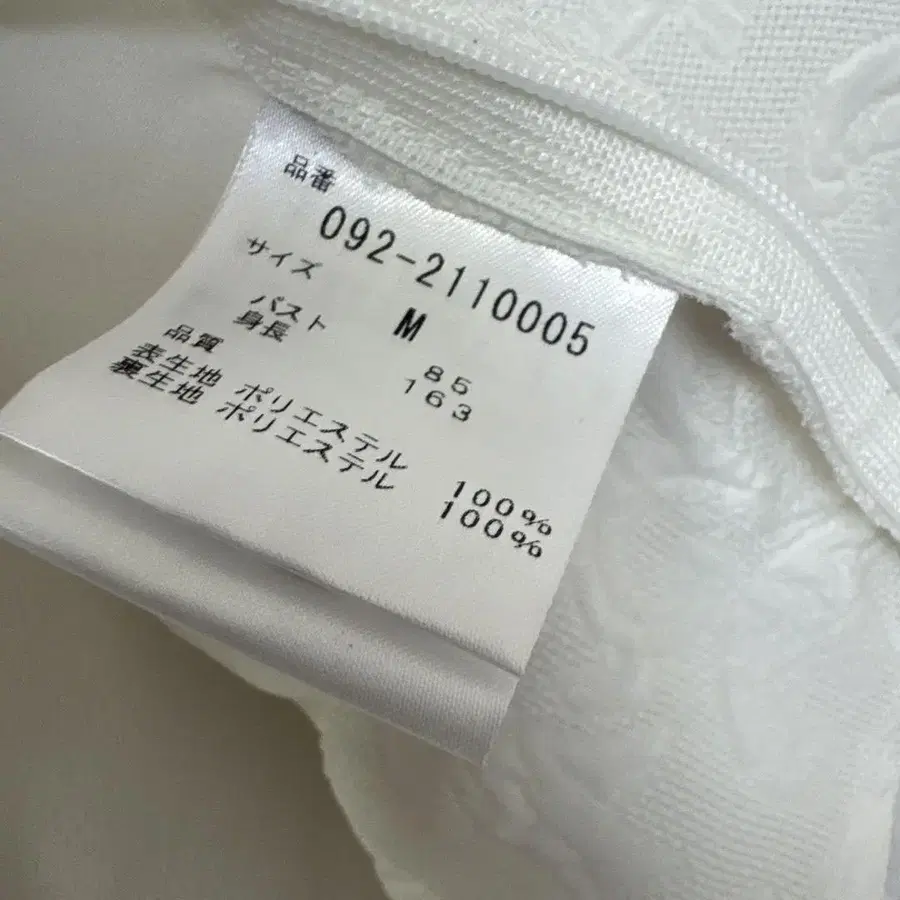 品番
092-2110005
サイズ
M
バスト 85
身長 163
品質
表生地 ポリエステル 100%
裏生地 ポリエステル 100%